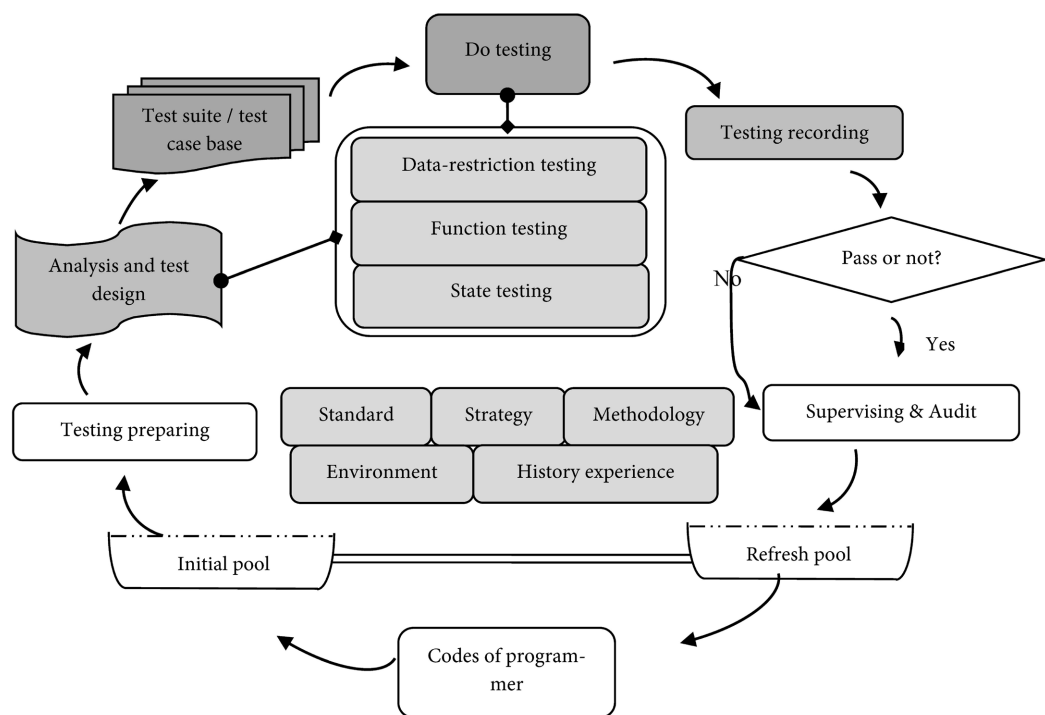 Do testing
Test suite / test
case base
Testing recording
Data-restriction testing
Function testing
State testing
Analysis and test
design
Pass or not?
No
Yes
Testing preparing
Standard
Strategy
Methodology
Supervising & Audit
Environment
History experience
Initial pool
Refresh pool
Codes of program-
mer